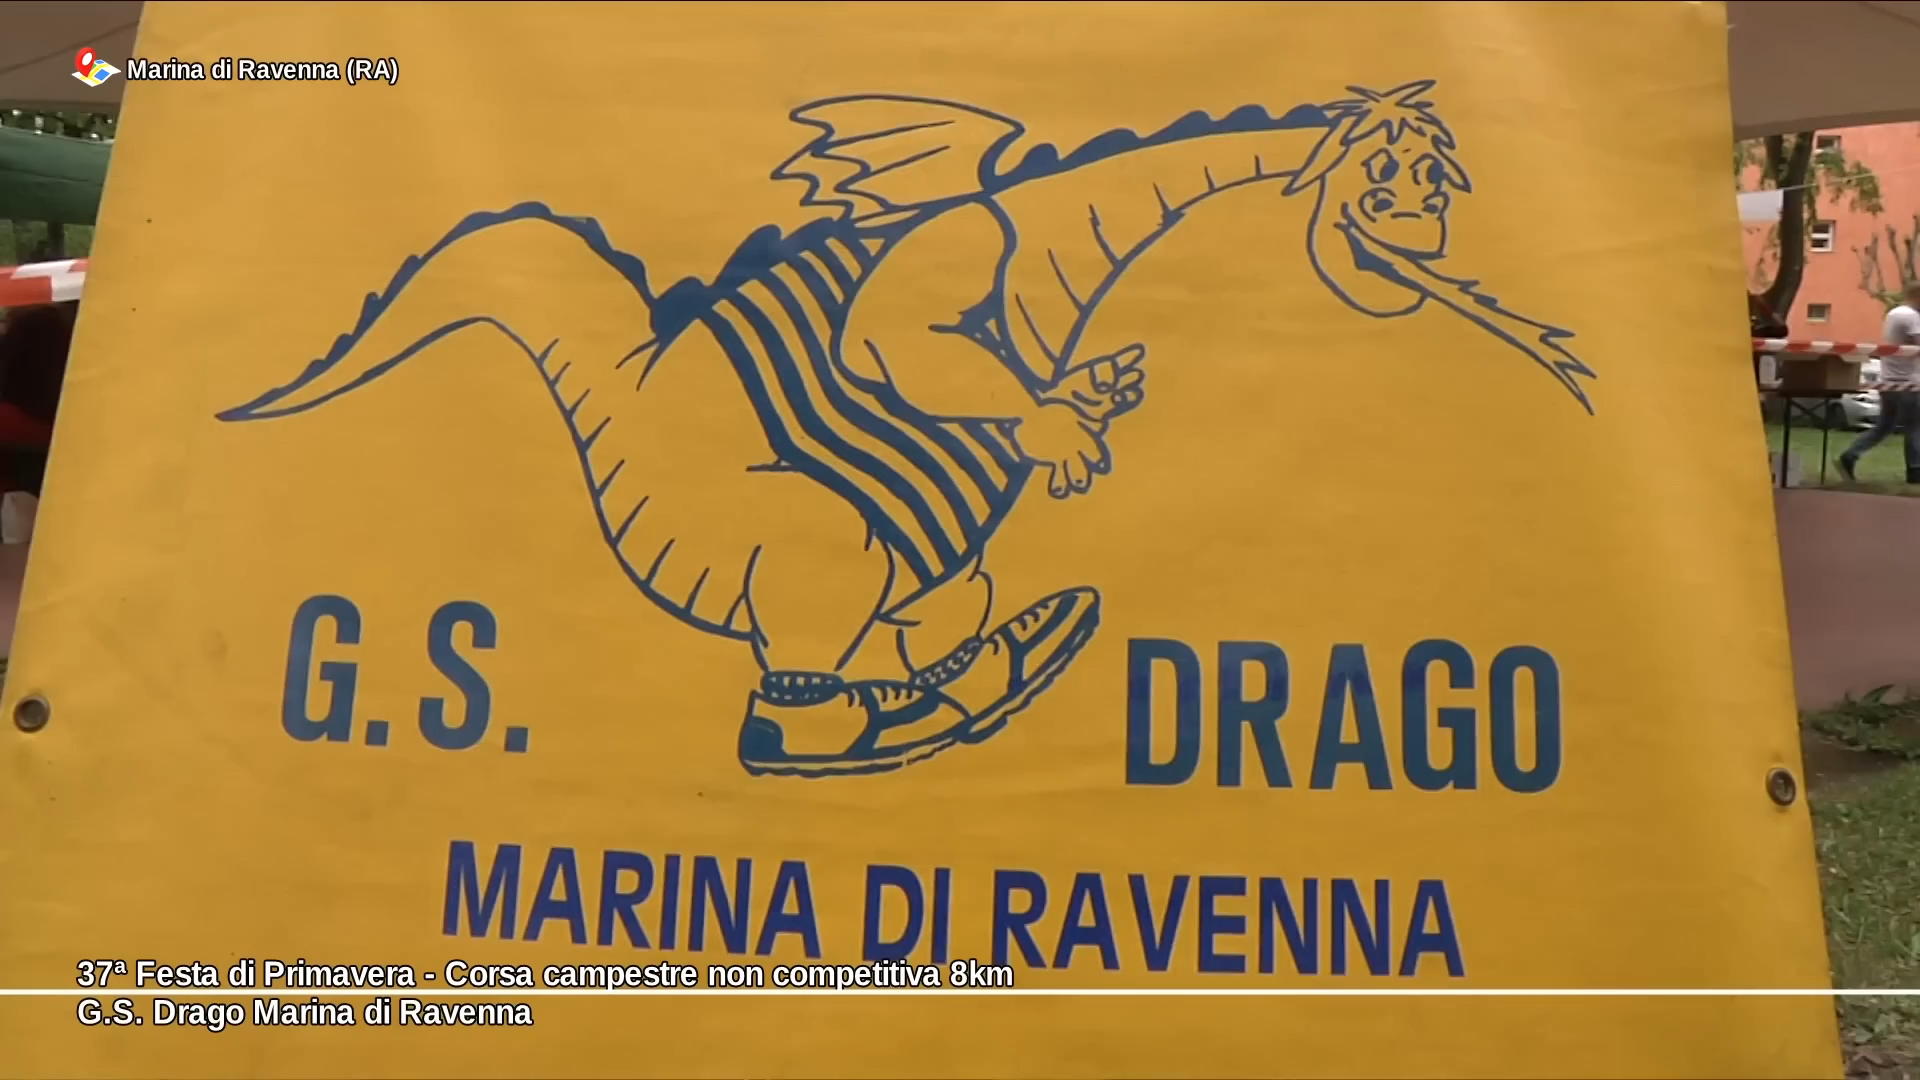 Marina di Ravenna (RA)
G.S. DRAGO
MARINA DI RAVENNA
37ª Festa di Primavera - Corsa campestre non competitiva 8km
G.S. Drago Marina di Ravenna